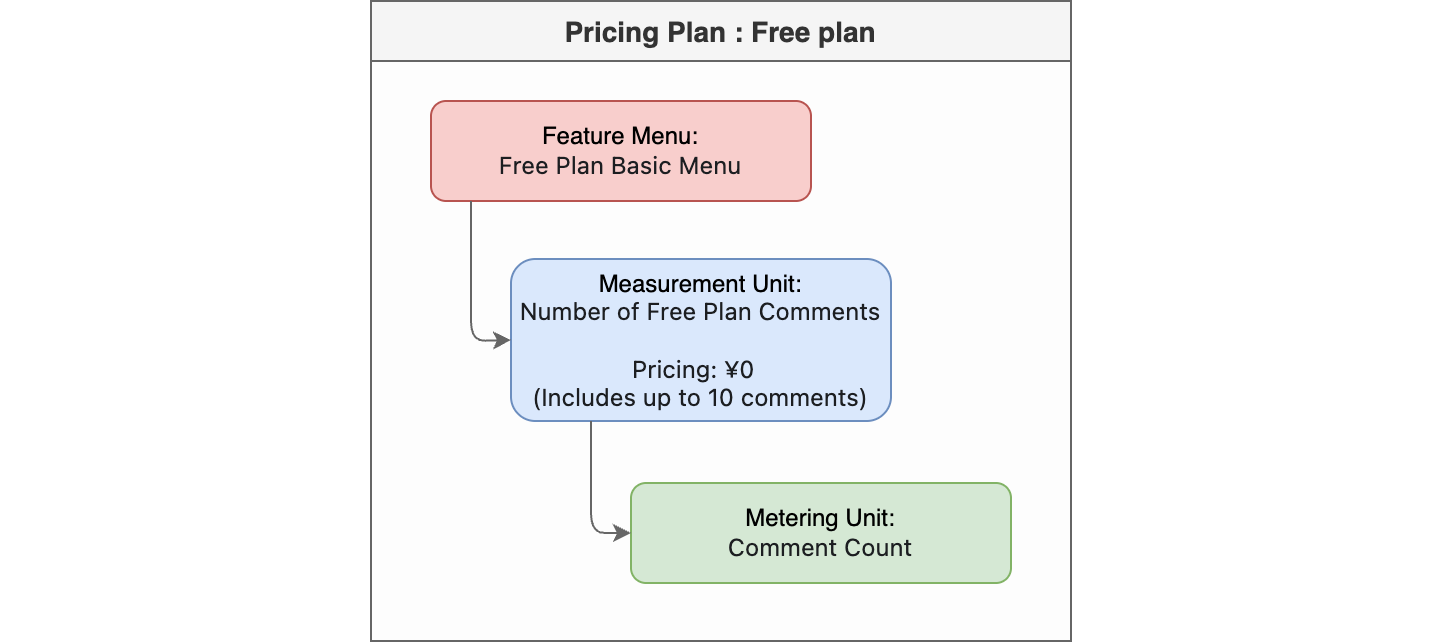 Pricing Plan : Free plan
Feature Menu:
Free Plan Basic Menu
Measurement Unit:
Number of Free Plan Comments
Pricing: ¥0
(Includes up to 10 comments)
Metering Unit:
Comment Count